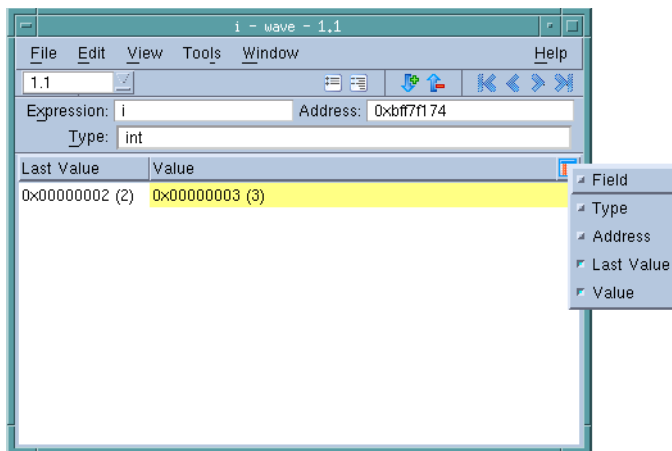 i - wave - 1.1
File Edit View Tools Window Help
1.1
Expression: i Address: 0xbff7f174
Type: int
Last Value Value
0x00000002 (2) 0x00000003 (3)
Field
Type
Address
Last Value
Value